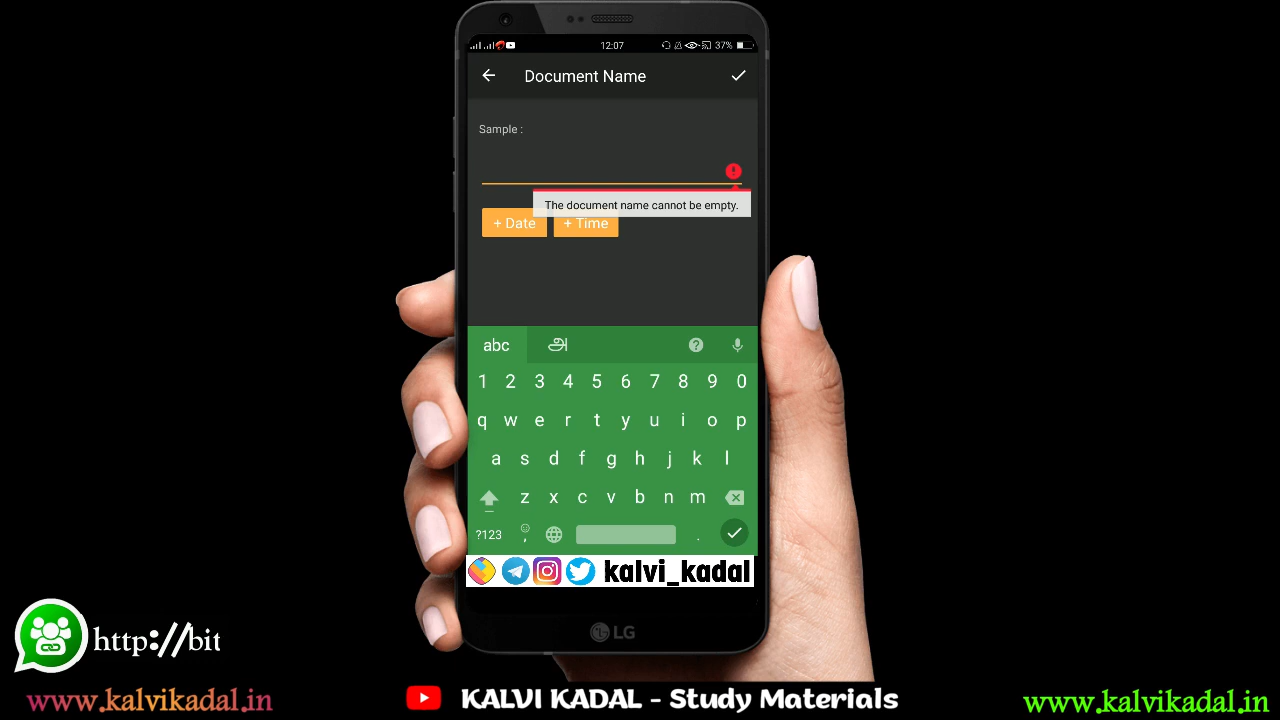 12:07
37%
Document Name
Sample :
The document name cannot be empty.
+ Date
+ Time
abc அ
1 2 3 4 5 6 7 8 9 0
q w e r t y u i o p
a s d f g h j k l
z x c v b n m
?123 , .
kalvi_kadal
LG
http://bit
www.kalvikadal.in
KALVI KADAL - Study Materials
www.kalvikadal.in